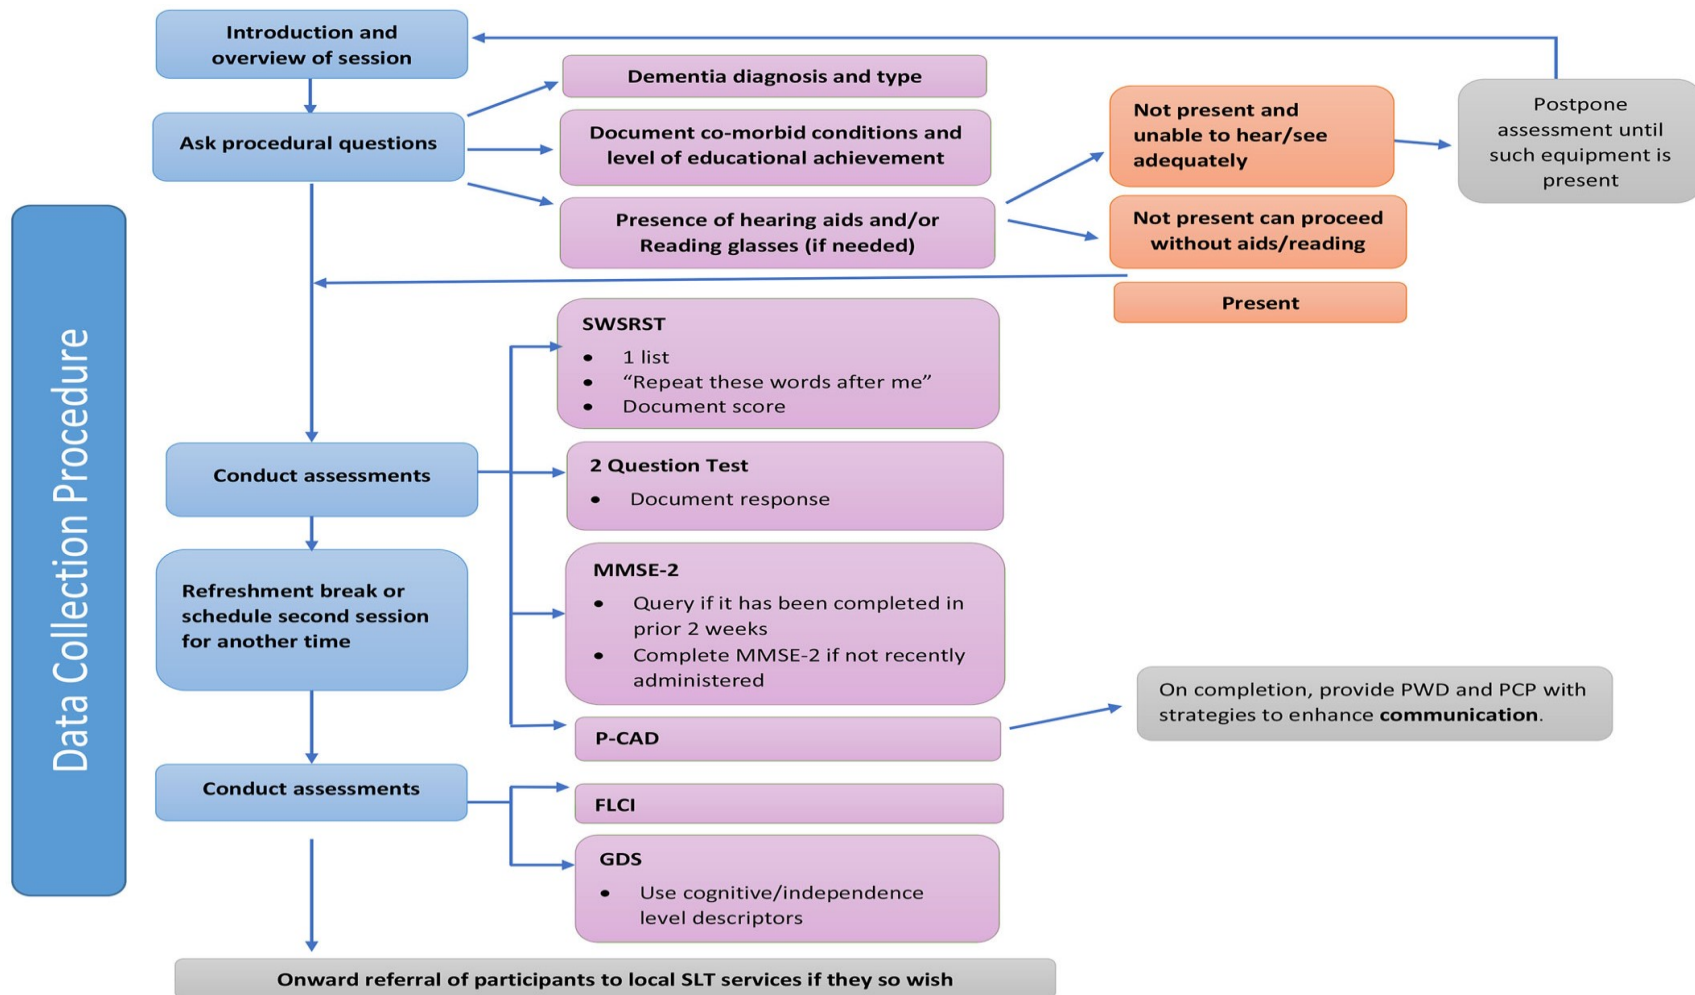 Data Collection Procedure
Introduction and
overview of session
Ask procedural questions
Dementia diagnosis and type
Document co-morbid conditions and
level of educational achievement
Presence of hearing aids and/or
Reading glasses (if needed)
Not present and
unable to hear/see
adequately
Postpone
assessment until
such equipment is
present
Not present can proceed
without aids/reading
Present
Conduct assessments
SWSRST
• 1 list
• “Repeat these words after me”
• Document score
2 Question Test
• Document response
MMSE-2
• Query if it has been completed in
prior 2 weeks
• Complete MMSE-2 if not recently
administered
P-CAD
On completion, provide PWD and PCP with
strategies to enhance communication.
Refreshment break or
schedule second session
for another time
Conduct assessments
FLCI
GDS
• Use cognitive/independence
level descriptors
Onward referral of participants to local SLT services if they so wish